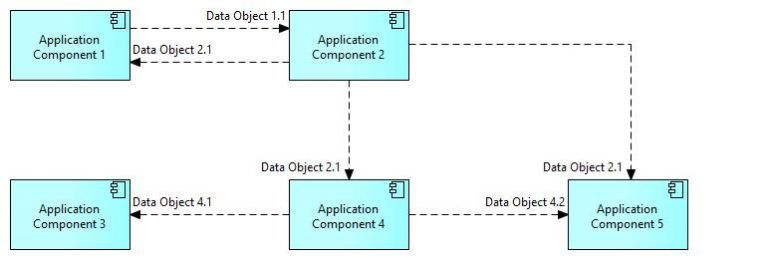 Data Object 1.1
Application
Component 1
Data Object 2.1
Application
Component 2
Data Object 2.1
Data Object 2.1
Application
Component 3
Data Object 4.1
Application
Component 4
Data Object 4.2
Application
Component 5